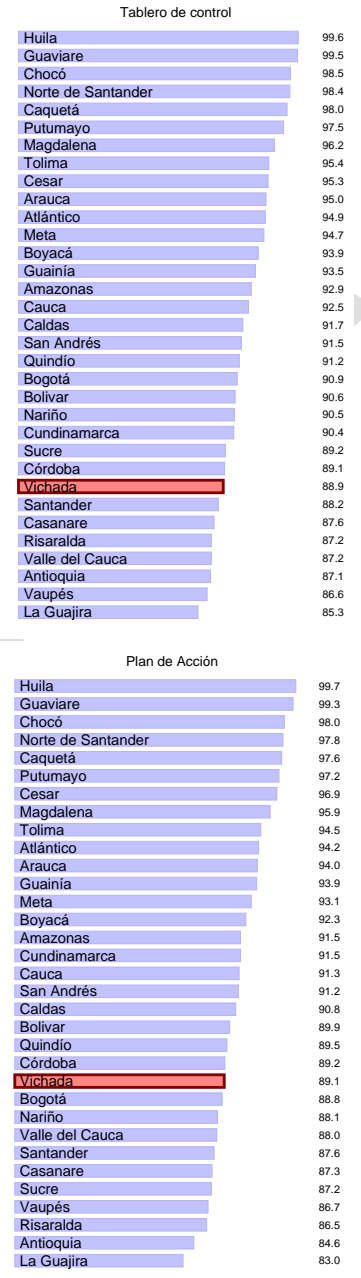 Tablero de control
Huila 99.6
Guaviare 99.5
Chocó 98.5
Norte de Santander 98.4
Caquetá 98.0
Putumayo 97.5
Magdalena 96.2
Tolima 95.4
Cesar 95.3
Arauca 95.0
Atlántico 94.9
Meta 94.7
Boyacá 93.9
Guainía 93.5
Amazonas 92.9
Cauca 92.5
Caldas 91.7
San Andrés 91.5
Quindío 91.2
Bogotá 90.9
Bolivar 90.6
Nariño 90.5
Cundinamarca 90.4
Sucre 89.2
Córdoba 89.1
Vichada 88.9
Santander 88.2
Casanare 87.6
Risaralda 87.2
Valle del Cauca 87.2
Antioquia 87.1
Vaupés 86.6
La Guajira 85.3
Plan de Acción
Huila 99.7
Guaviare 99.3
Chocó 98.0
Norte de Santander 97.8
Caquetá 97.6
Putumayo 97.2
Cesar 96.9
Magdalena 95.9
Tolima 94.5
Atlántico 94.2
Arauca 94.0
Guainía 93.9
Meta 93.1
Boyacá 92.3
Amazonas 91.5
Cundinamarca 91.5
Cauca 91.3
San Andrés 91.2
Caldas 90.8
Bolivar 89.9
Quindío 89.5
Córdoba 89.2
Vichada 89.1
Bogotá 88.8
Nariño 88.1
Valle del Cauca 88.0
Santander 87.6
Casanare 87.3
Sucre 87.2
Vaupés 86.7
Risaralda 86.5
Antioquia 84.6
La Guajira 83.0